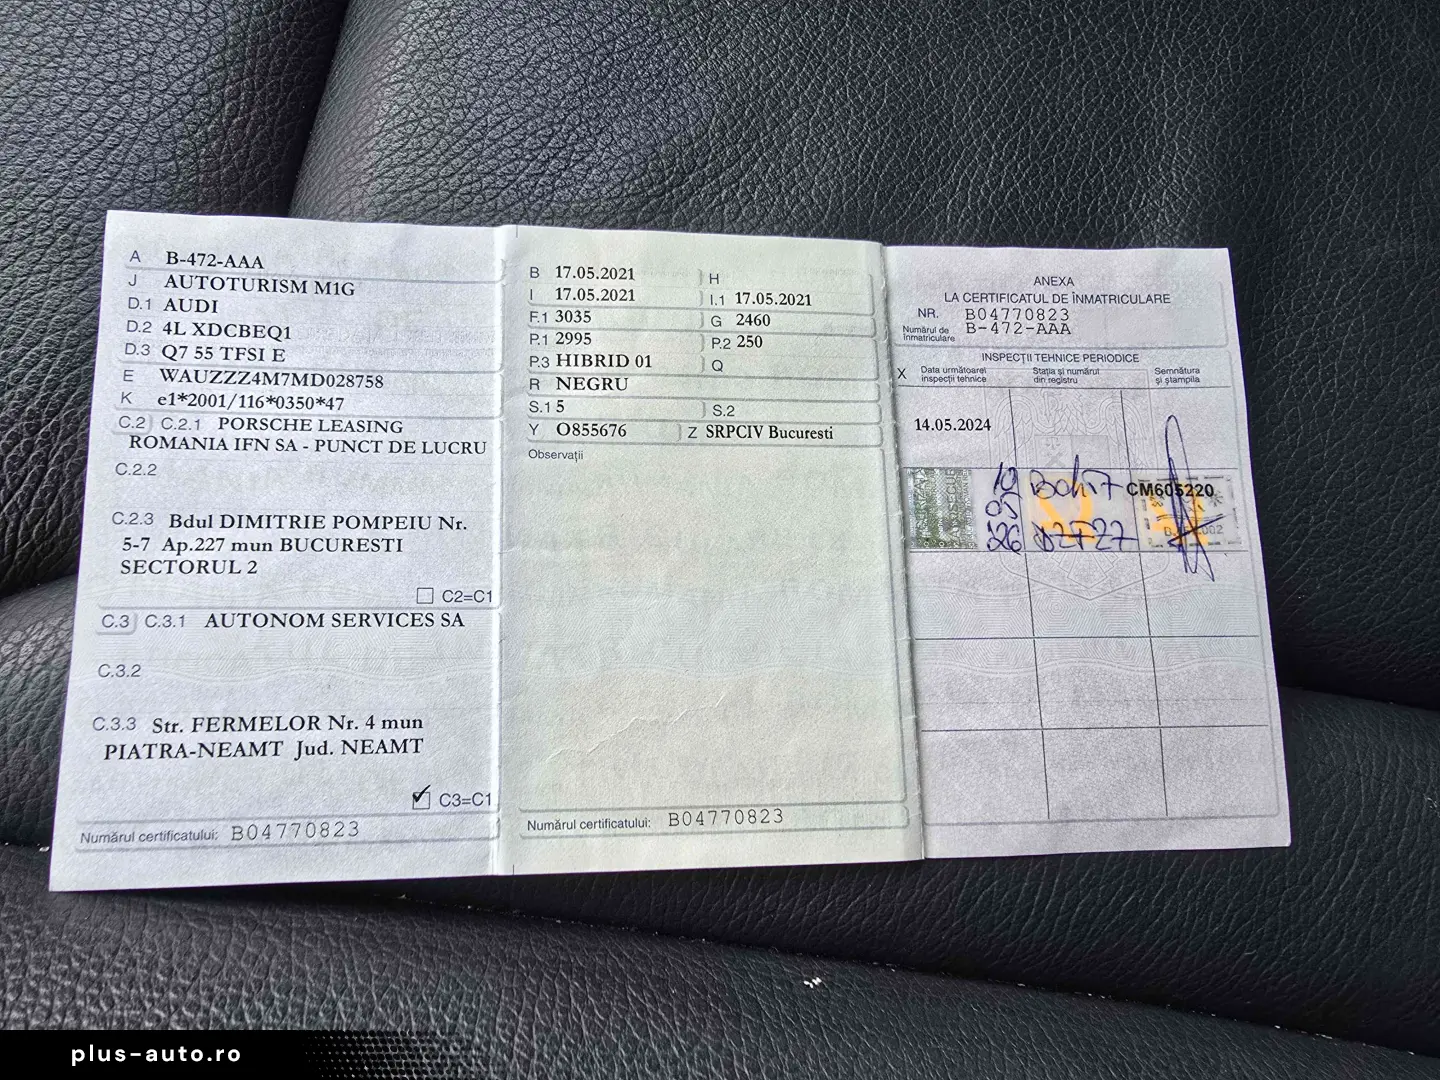 A B-472-AAA
J AUTOTURISM M1G
D.1 AUDI
D.2 4L XDCBEQ1
D.3 Q7 55 TFSI E
E WAUZZZ4M7MD028758
K e1*2001/116*0350*47
C.2 C.2.1 PORSCHE LEASING
ROMANIA IFN SA - PUNCT DE LUCRU
C.2.2
C.2.3 Bdul DIMITRIE POMPEIU Nr.
5-7 Ap.227 mun BUCURESTI
SECTORUL 2
C2=C1
C.3 C.3.1 AUTONOM SERVICES SA
C.3.2
C.3.3 Str. FERMELOR Nr. 4 mun
PIATRA-NEAMT Jud. NEAMT
C3=C1
Numărul certificatului: B04770823
B 17.05.2021 H
I 17.05.2021 I.1 17.05.2021
F.1 3035 G 2460
P.1 2995 P.2 250
P.3 HIBRID 01 Q
R NEGRU
S.1 5 S.2
Y O855676 Z SRPCIV Bucuresti
Observații
Numărul certificatului: B04770823
ANEXA
LA CERTIFICATUL DE ÎNMATRICULARE
NR. B04770823
Numărul de înmatriculare B-472-AAA
INSPECȚII TEHNICE PERIODICE
X Data următoarei inspecții tehnice Stația și numărul din registru Semnătura și ștampila
14.05.2024
CM605220
05
26
plus-auto.ro